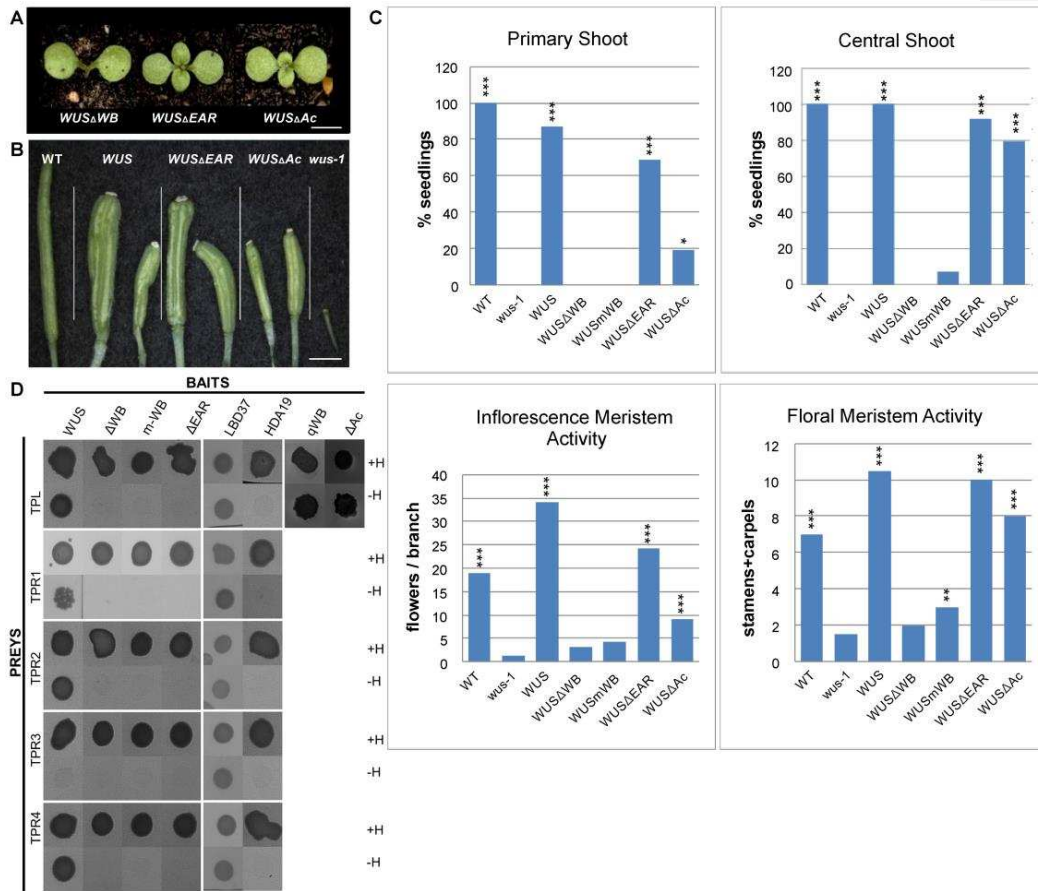 A
WUSΔWB WUSΔEAR WUSΔAc
B
WT WUS WUSΔEAR WUSΔAc wus-1
C
Primary Shoot
% seedlings
120
100
80
60
40
20
0
***
***
***
*
WT wus-1 WUS WUSΔWB WUSmWB WUSΔEAR WUSΔAc
Central Shoot
% seedlings
120
100
80
60
40
20
0
***
***
***
***
WT wus-1 WUS WUSΔWB WUSmWB WUSΔEAR WUSΔAc
Inflorescence Meristem
Activity
flowers / branch
40
35
30
25
20
15
10
5
0
***
***
***
***
WT wus-1 WUS WUSΔWB WUSmWB WUSΔEAR WUSΔAc
Floral Meristem Activity
stamens+carpels
12
10
8
6
4
2
0
***
***
**
***
***
WT wus-1 WUS WUSΔWB WUSmWB WUSΔEAR WUSΔAc
D
BAITS
WUS ΔWB m-WB ΔEAR LBD37 HDA19 qWB ΔAc
PREYS
TPL
+H
-H
TPR1
+H
-H
TPR2
+H
-H
TPR3
+H
-H
TPR4
+H
-H